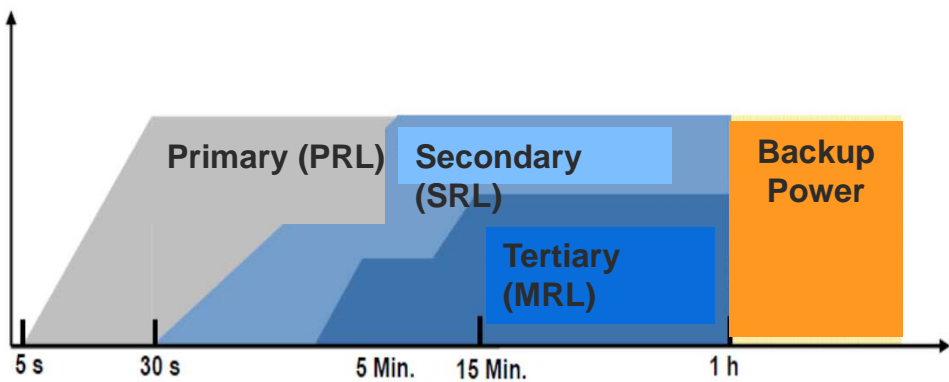 Primary (PRL)
Secondary
(SRL)
Backup
Power
Tertiary
(MRL)
5 s
30 s
5 Min.
15 Min.
1 h